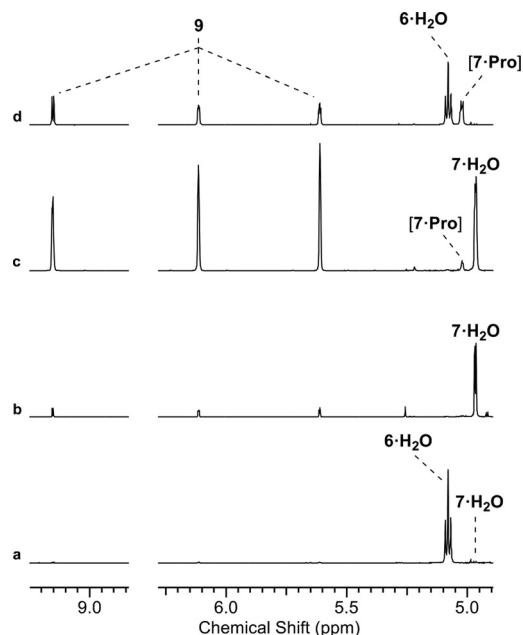 9
6·H₂O
[7·Pro]
d
7·H₂O
[7·Pro]
c
7·H₂O
b
6·H₂O
7·H₂O
a
9.0 6.0 5.5 5.0
Chemical Shift (ppm)